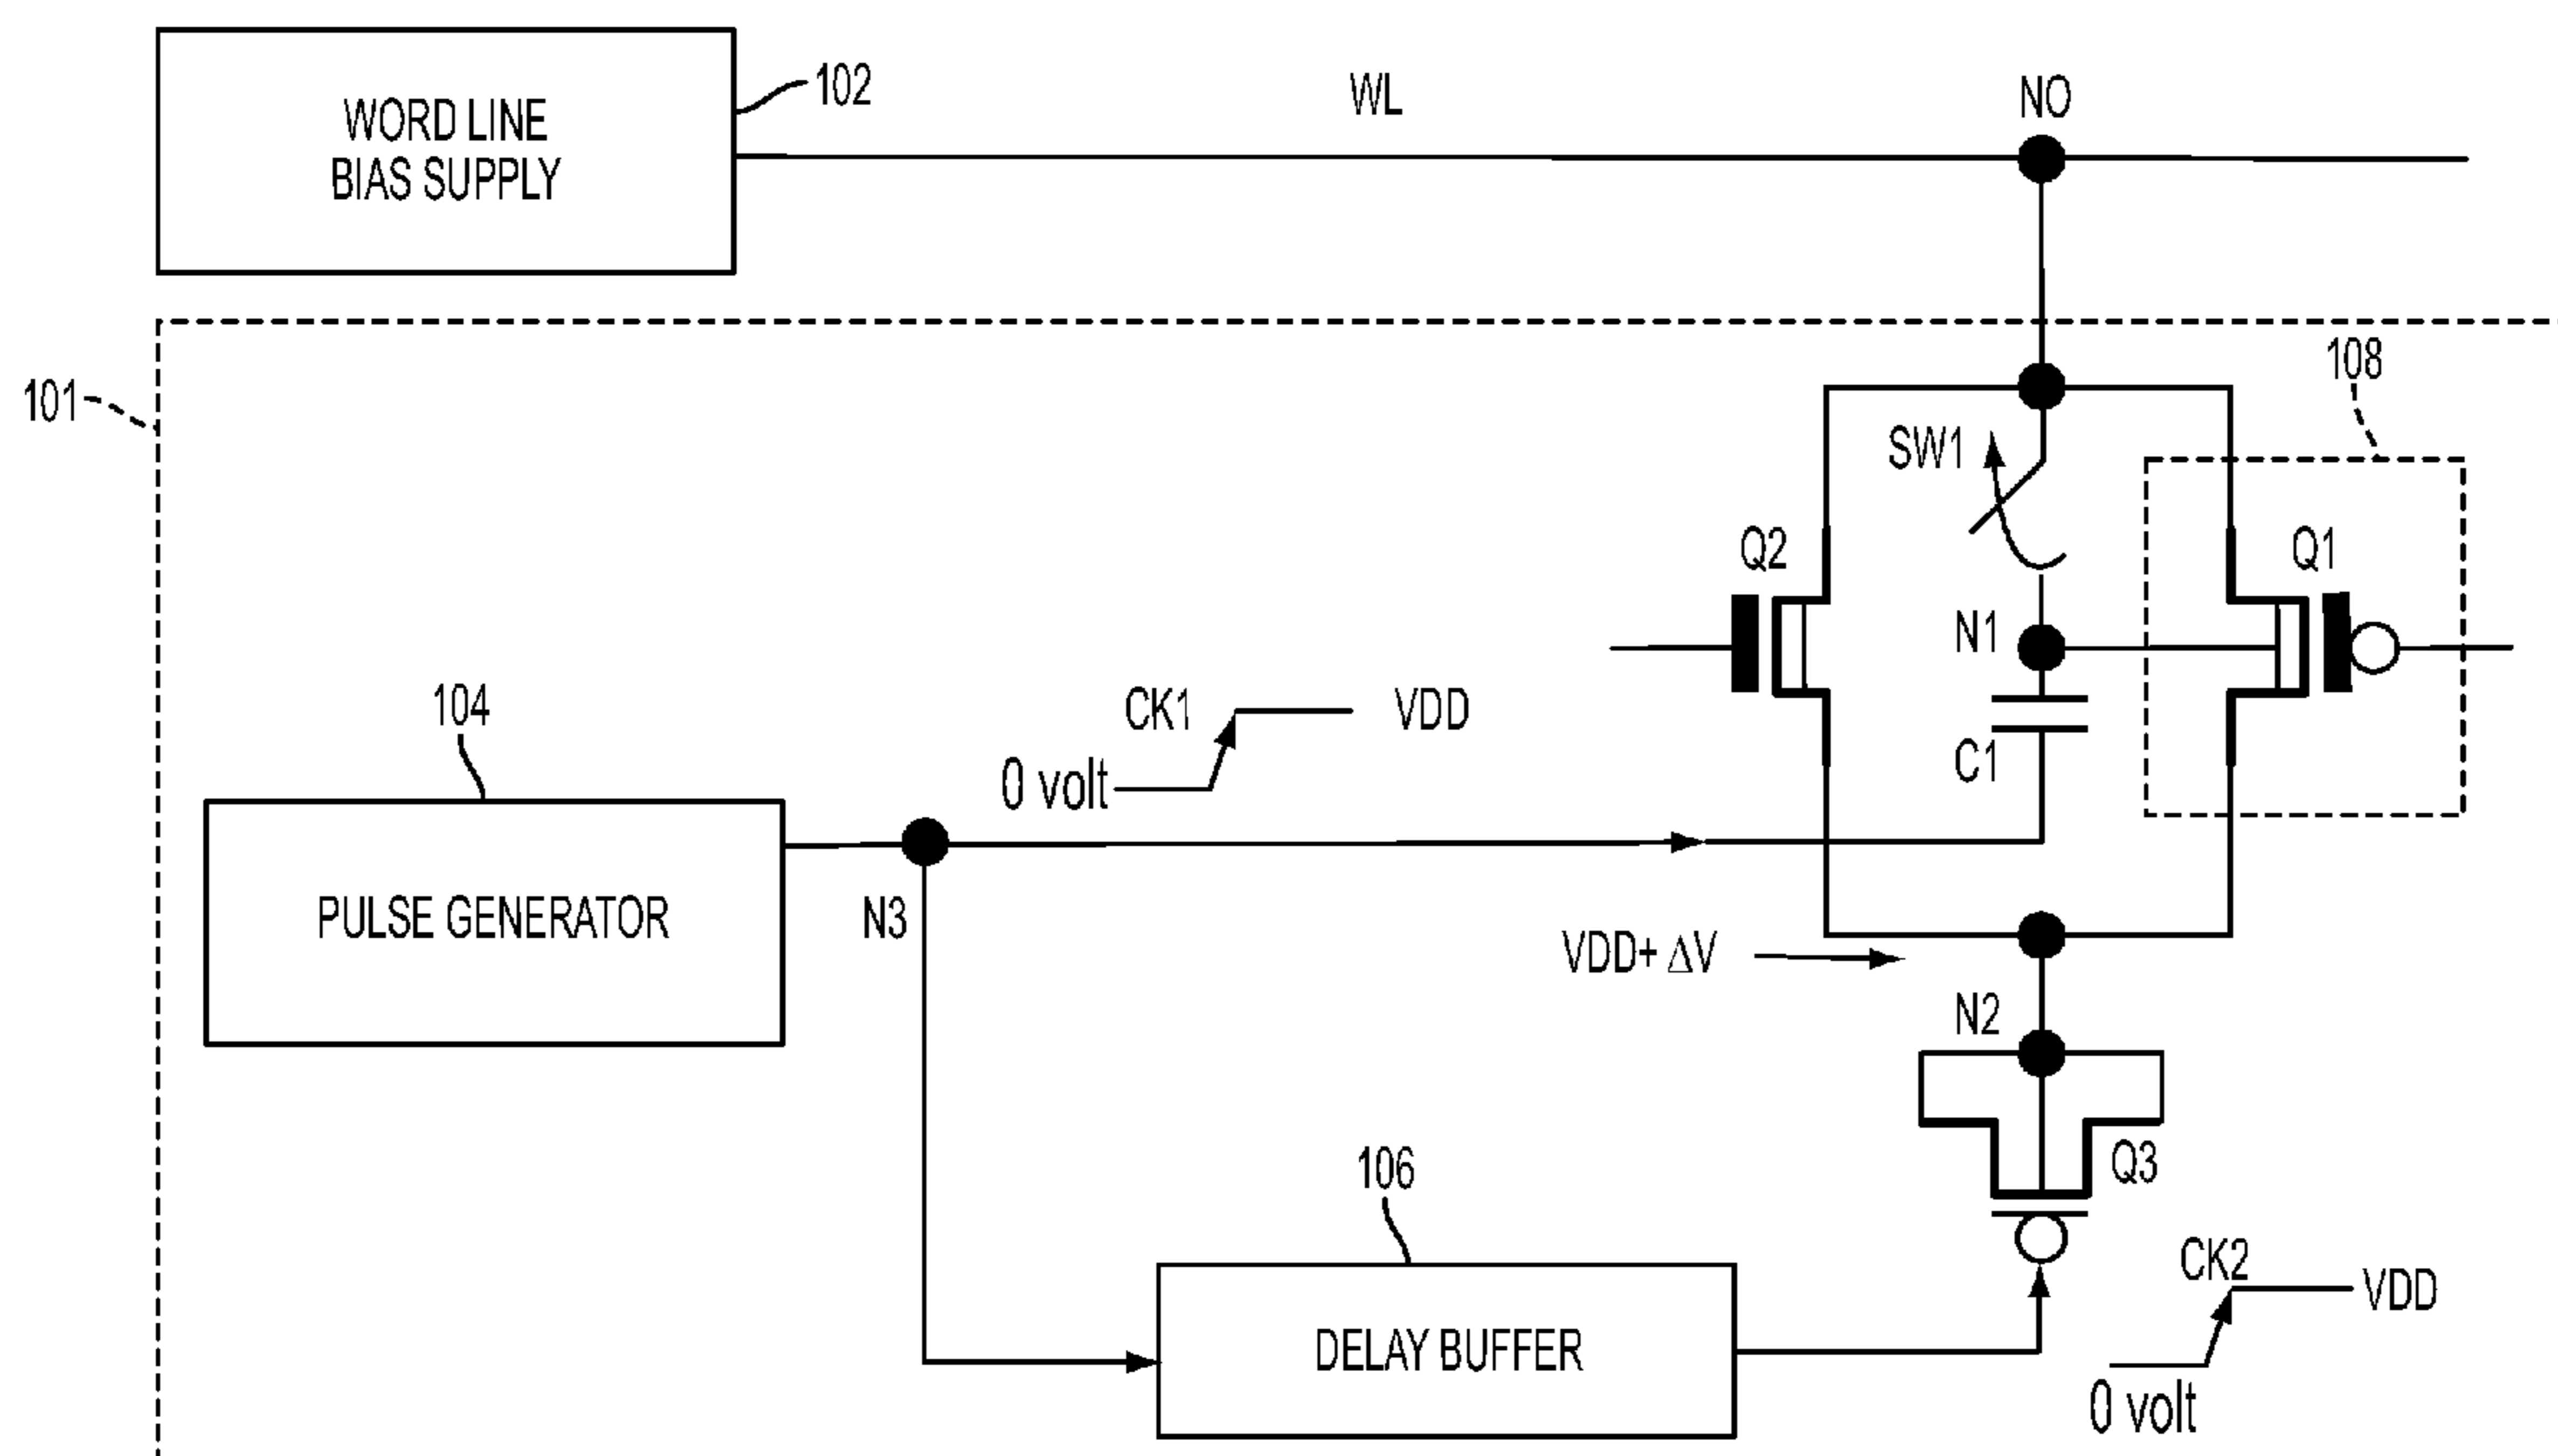 WORD LINE
BIAS SUPPLY
102
WL
NO
101
108
SW1
Q2
Q1
N1
C1
104
CK1
VDD
0 volt
PULSE GENERATOR
N3
VDD+ ΔV
N2
Q3
106
DELAY BUFFER
CK2
VDD
0 volt